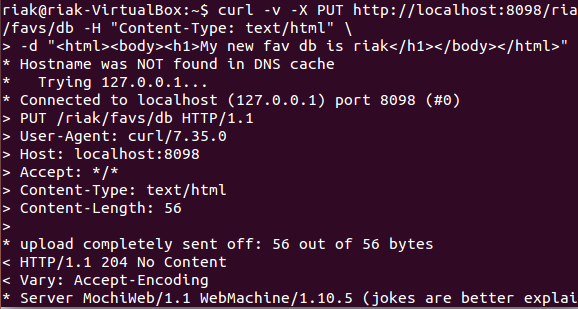 riak@riak-VirtualBox:~$ curl -v -X PUT http://localhost:8098/ria
/favs/db -H "Content-Type: text/html" \
> -d "<html><body><h1>My new fav db is riak</h1></body></html>"
* Hostname was NOT found in DNS cache
*   Trying 127.0.0.1...
* Connected to localhost (127.0.0.1) port 8098 (#0)
> PUT /riak/favs/db HTTP/1.1
> User-Agent: curl/7.35.0
> Host: localhost:8098
> Accept: */*
> Content-Type: text/html
> Content-Length: 56
>
* upload completely sent off: 56 out of 56 bytes
< HTTP/1.1 204 No Content
< Vary: Accept-Encoding
* Server MochiWeb/1.1 WebMachine/1.10.5 (jokes are better explai